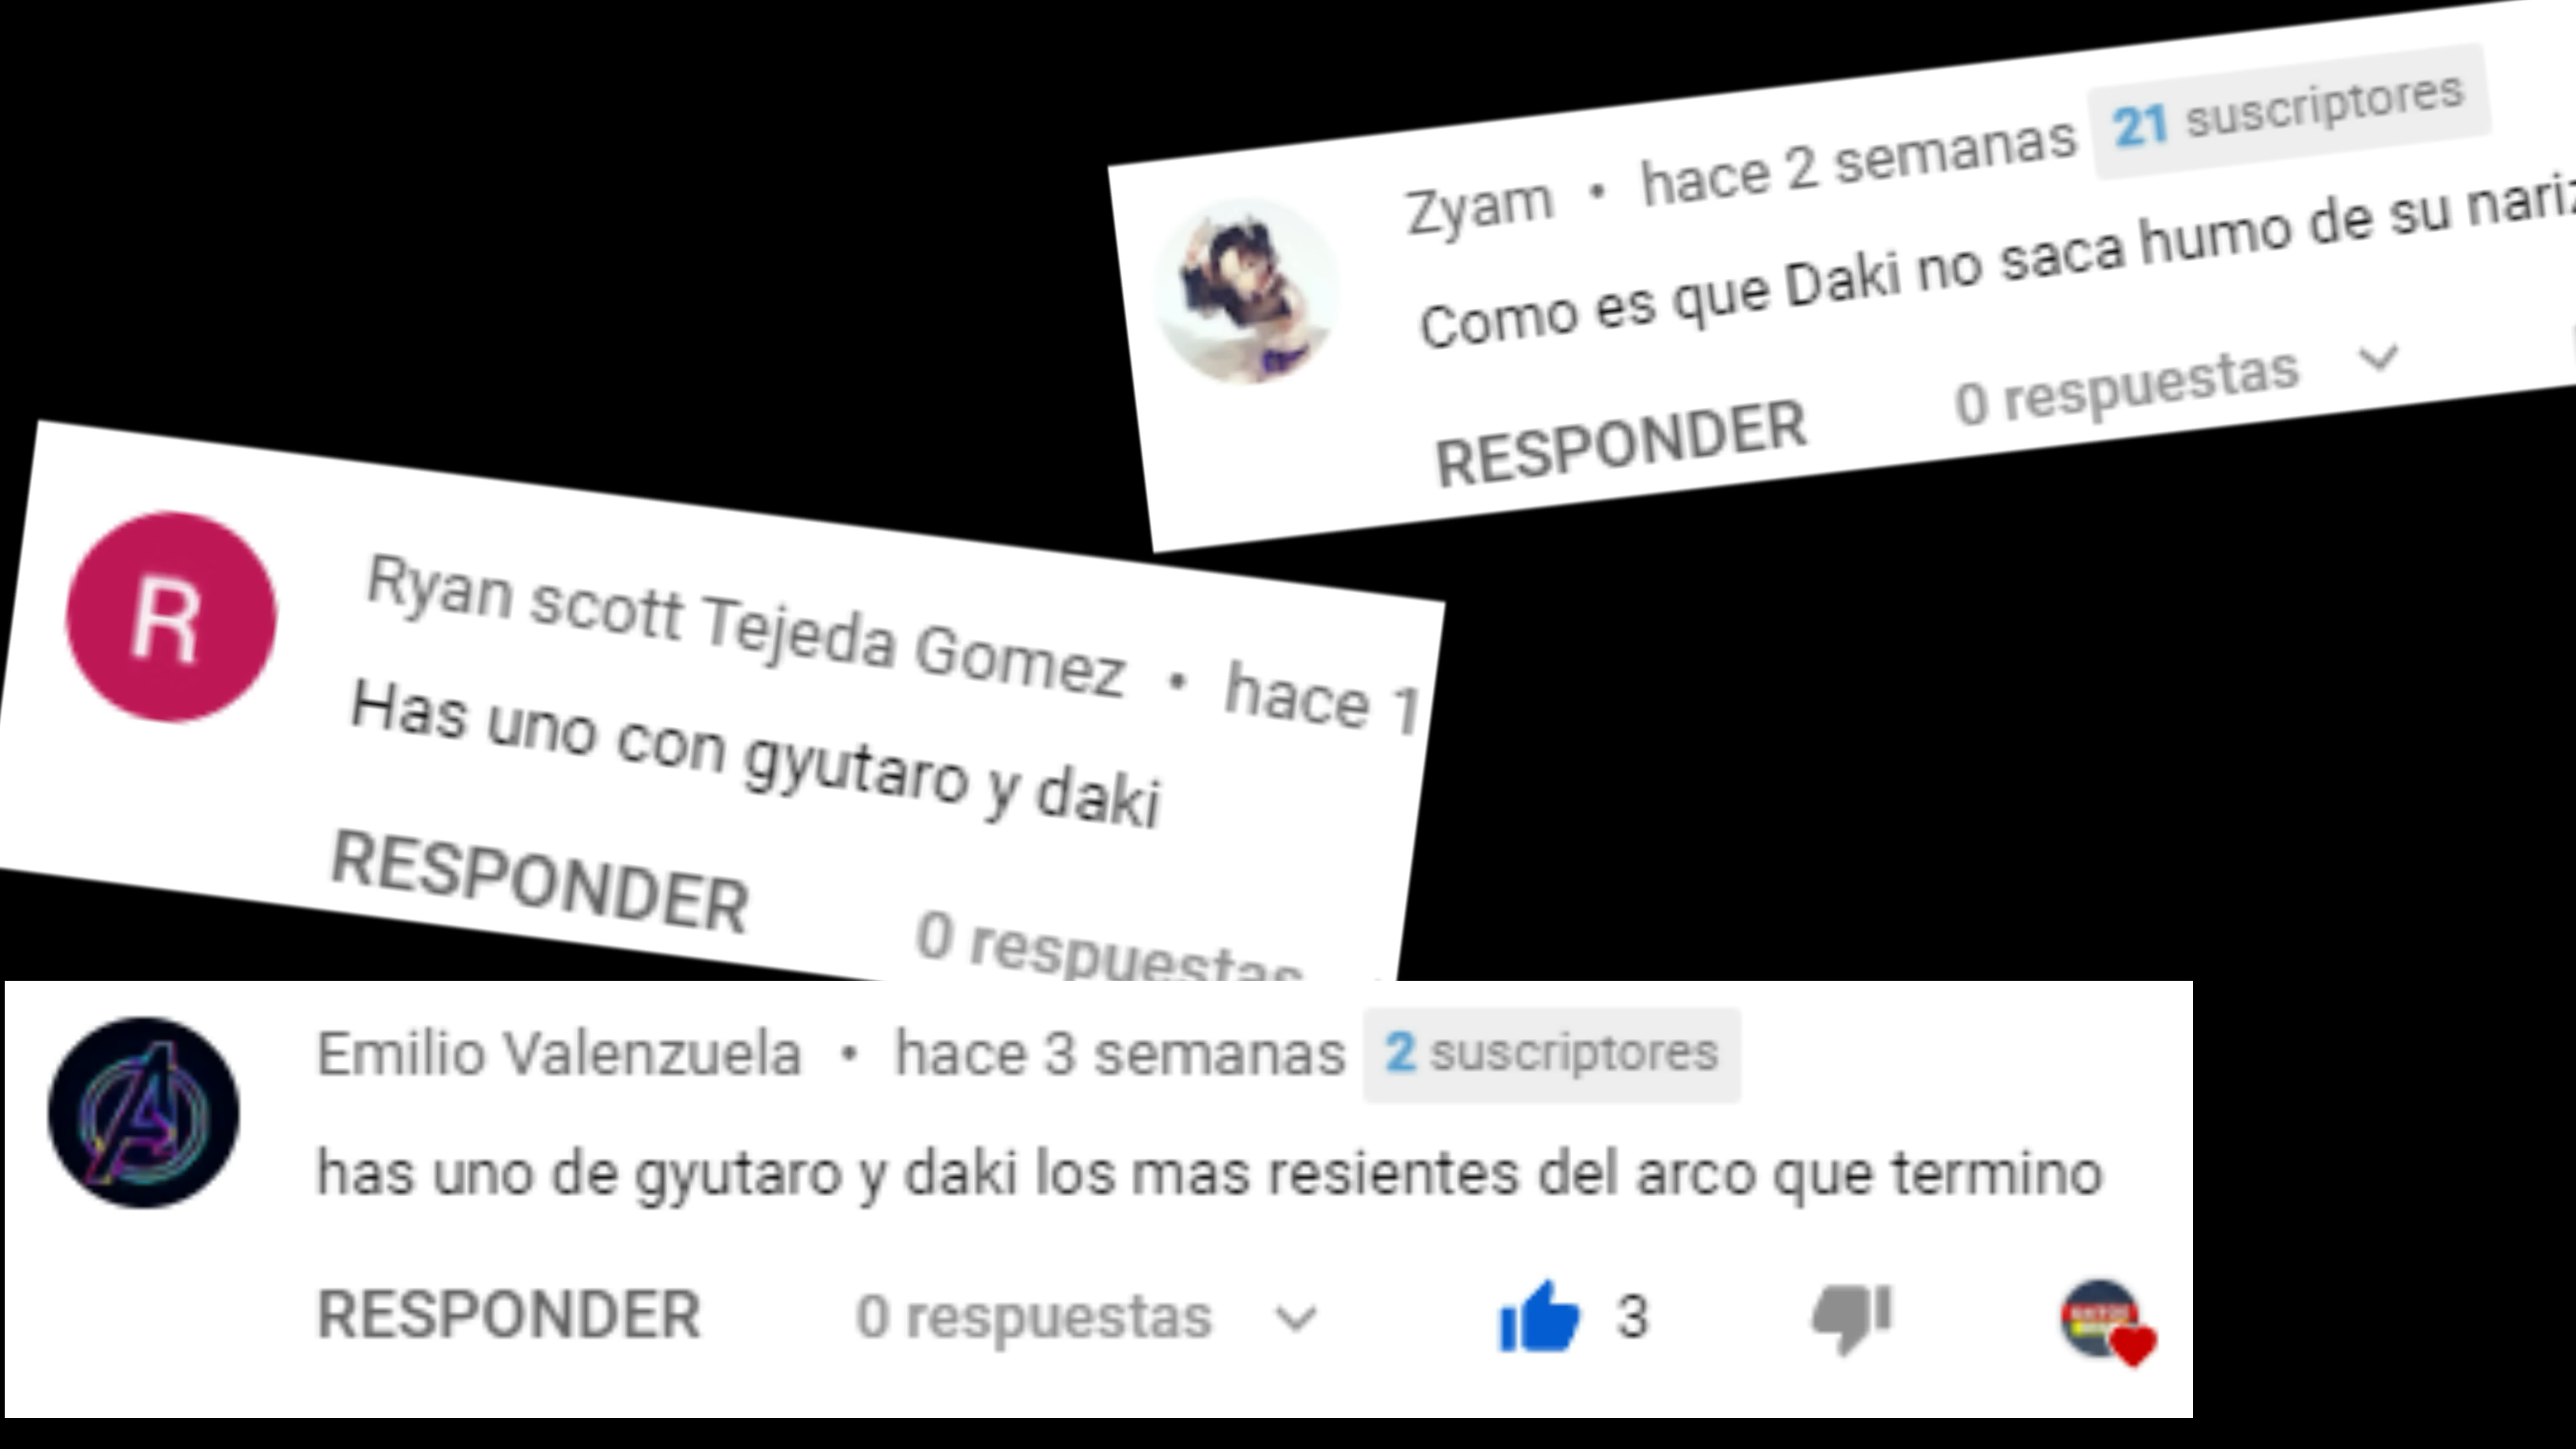 Zyam • hace 2 semanas 21 suscriptores
Como es que Daki no saca humo de su nariz
RESPONDER 0 respuestas
R
Ryan scott Tejeda Gomez • hace 1
Has uno con gyutaro y daki
RESPONDER
0 respuestas
Emilio Valenzuela • hace 3 semanas 2 suscriptores
has uno de gyutaro y daki los mas resientes del arco que termino
RESPONDER 0 respuestas 3